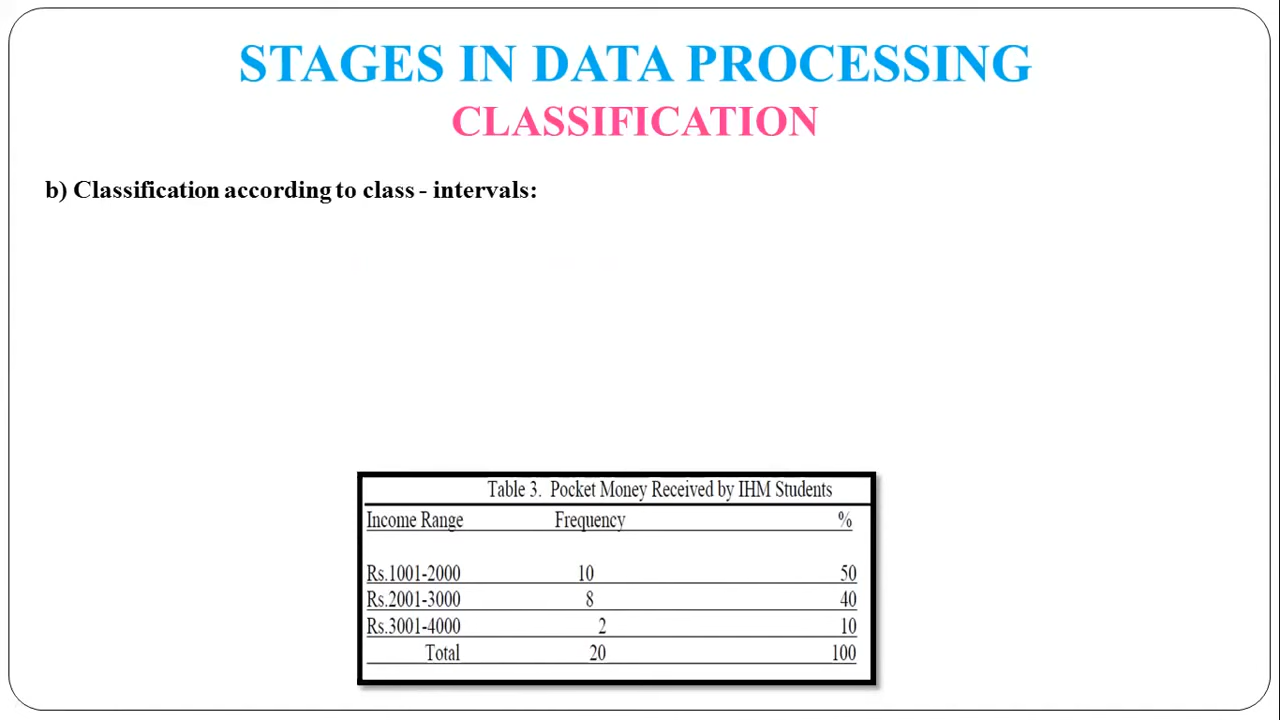 STAGES IN DATA PROCESSING
CLASSIFICATION
b) Classification according to class - intervals:
Table 3. Pocket Money Received by IHM Students
Income Range Frequency %
Rs.1001-2000 10 50
Rs.2001-3000 8 40
Rs.3001-4000 2 10
Total 20 100